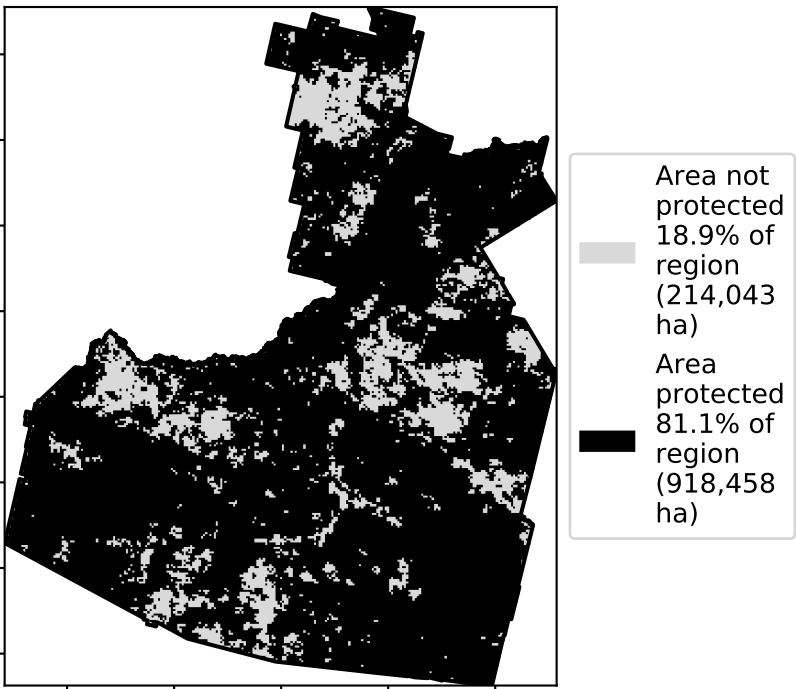 Area not
protected
18.9% of
region
(214,043
ha)
Area
protected
81.1% of
region
(918,458
ha)